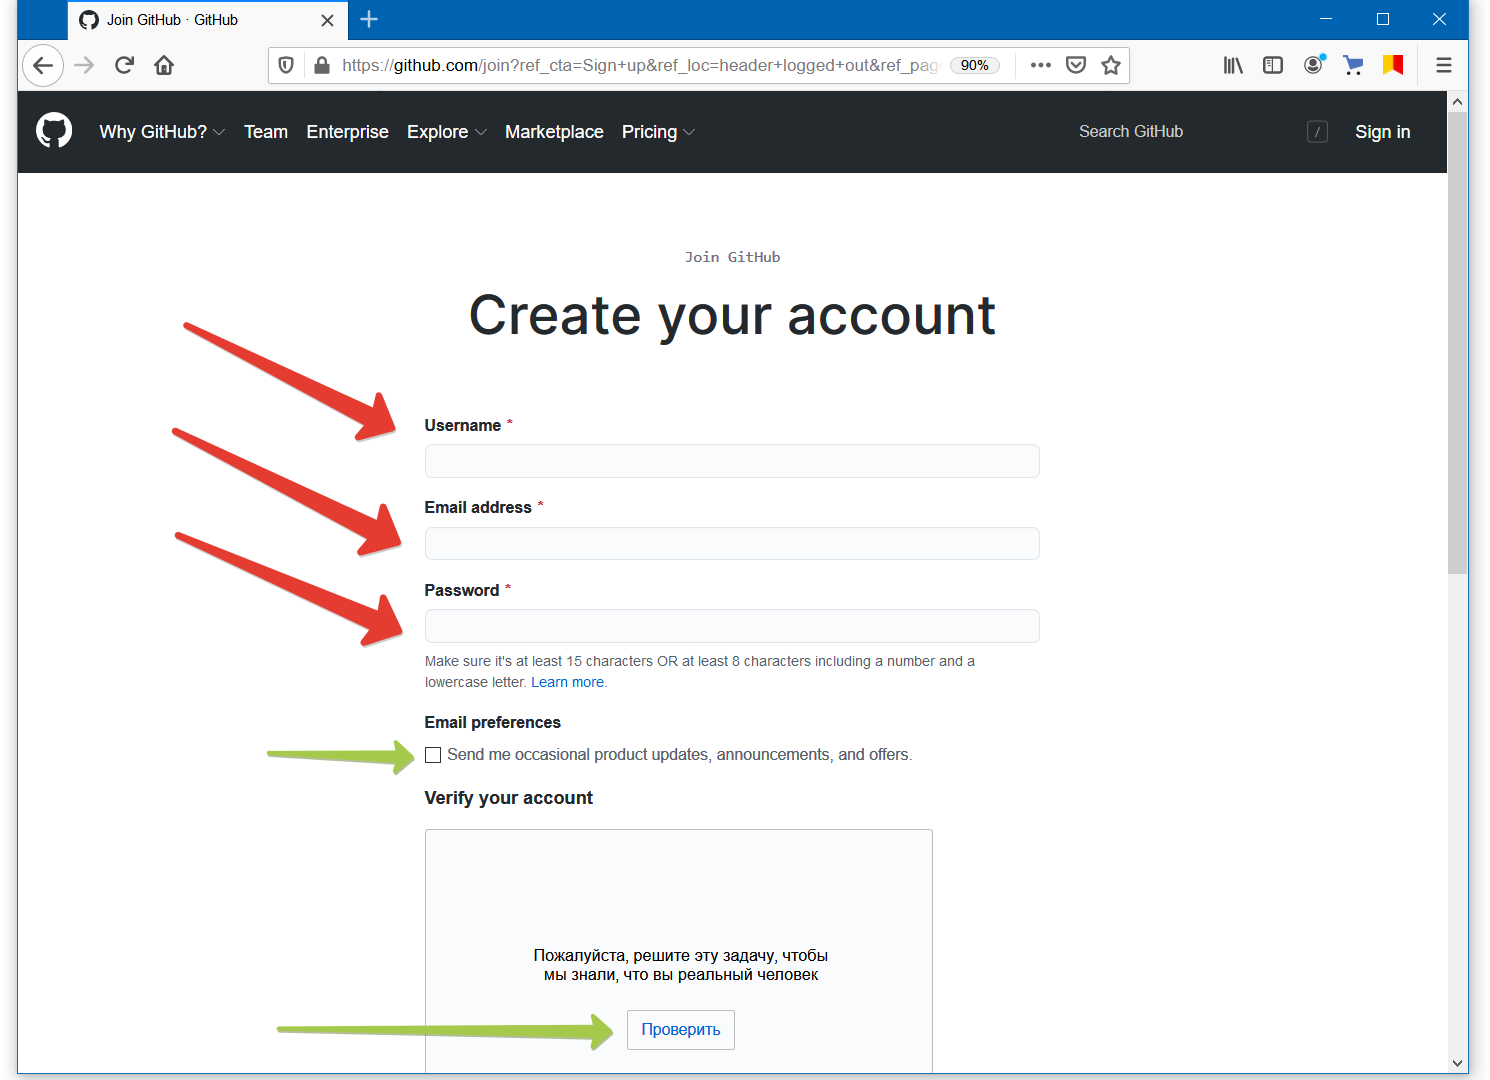 Join GitHub · GitHub
https://github.com/join?ref_cta=Sign+up&ref_loc=header+logged+out&ref_pag
90%
Why GitHub? Team Enterprise Explore Marketplace Pricing Search GitHub / Sign in
Join GitHub
Create your account
Username *
Email address *
Password *
Make sure it's at least 15 characters OR at least 8 characters including a number and a
lowercase letter. Learn more.
Email preferences
Send me occasional product updates, announcements, and offers.
Verify your account
Пожалуйста, решите эту задачу, чтобы
мы знали, что вы реальный человек
Проверить